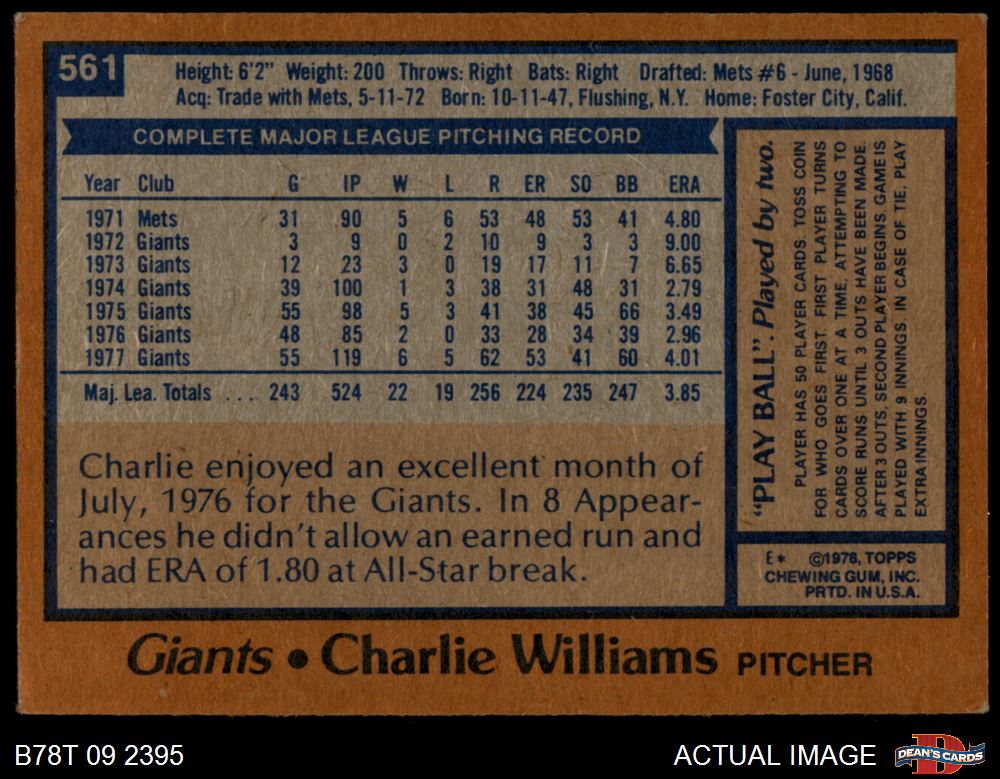 561
Height: 6'2" Weight: 200 Throws: Right Bats: Right Drafted: Mets #6 - June, 1968
Acq: Trade with Mets, 5-11-72 Born: 10-11-47, Flushing, N.Y. Home: Foster City, Calif.
COMPLETE MAJOR LEAGUE PITCHING RECORD
Year Club G IP W L R ER SO BB ERA
1971 Mets 31 90 5 6 53 48 53 41 4.80
1972 Giants 3 9 0 2 10 9 3 3 9.00
1973 Giants 12 23 3 0 19 17 11 7 6.65
1974 Giants 39 100 1 3 38 31 48 31 2.79
1975 Giants 55 98 5 3 41 38 45 66 3.49
1976 Giants 48 85 2 0 33 28 34 39 2.96
1977 Giants 55 119 6 5 62 53 41 60 4.01
Maj. Lea. Totals . . . 243 524 22 19 256 224 235 247 3.85
Charlie enjoyed an excellent month of
July, 1976 for the Giants. In 8 Appear-
ances he didn't allow an earned run and
had ERA of 1.80 at All-Star break.
"PLAY BALL". Played by two.
PLAYER HAS 50 PLAYER CARDS. TOSS COIN
FOR WHO GOES FIRST. FIRST PLAYER TURNS
CARDS OVER ONE AT A TIME, ATTEMPTING TO
SCORE RUNS UNTIL 3 OUTS HAVE BEEN MADE.
AFTER 3 OUTS, SECOND PLAYER BEGINS. GAME IS
PLAYED WITH 9 INNINGS. IN CASE OF TIE, PLAY
EXTRA INNINGS.
E* ©1978, TOPPS
CHEWING GUM, INC.
PRTD. IN U.S.A.
Giants • Charlie Williams PITCHER
B78T 09 2395
ACTUAL IMAGE
DEAN'S CARDS